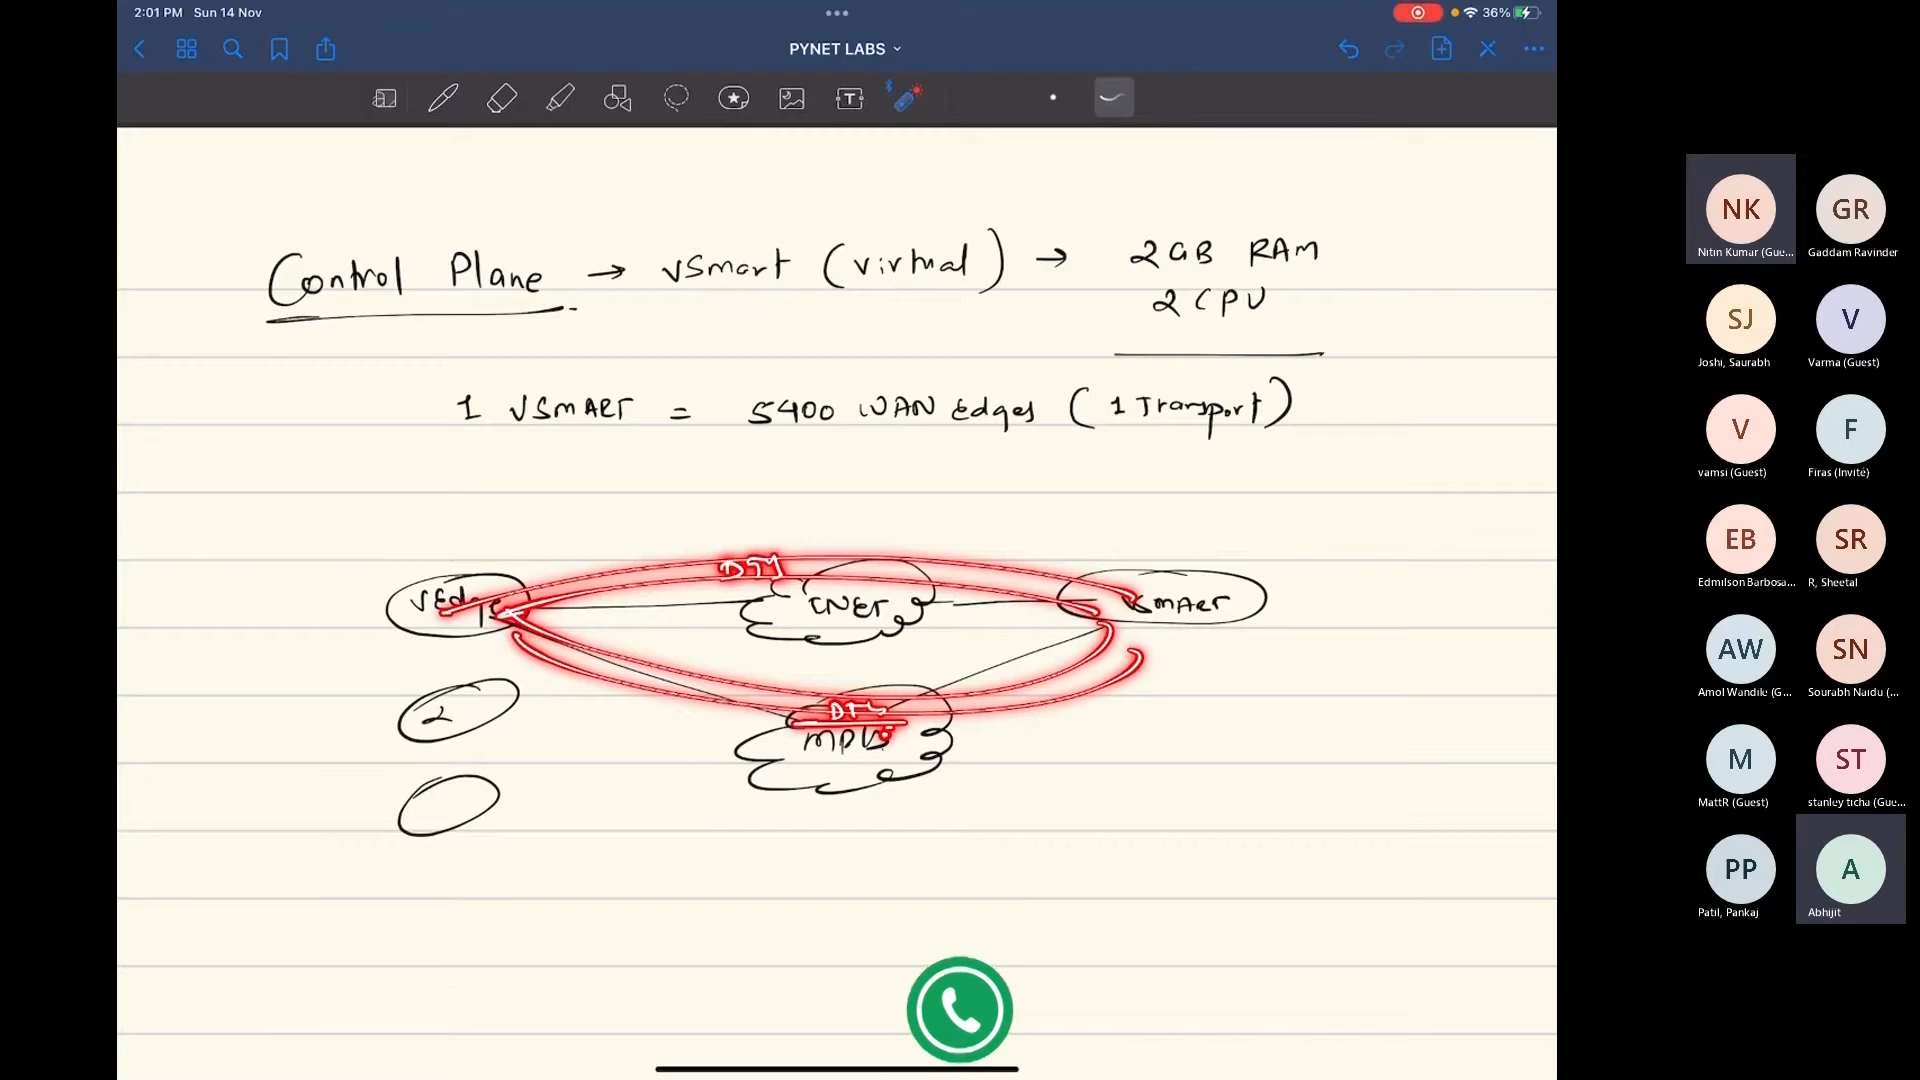 2:01 PM Sun 14 Nov
36%
PYNET LABS
Control Plane → vSmart (virtual) → 2GB RAM
2 CPU
1 vSMART = 5400 WAN Edges (1 Transport)
DTLS
vEdge
INET
vSMART
2
DTLS
MPLS
NK
Nitin Kumar (Gue...
GR
Gaddam Ravinder
SJ
Joshi, Saurabh
V
Varma (Guest)
V
vamsi (Guest)
F
Firas (Invité)
EB
Edmilson Barbosa...
SR
R, Sheetal
AW
Amol Wandile (G...
SN
Sourabh Naidu (...
M
MattR (Guest)
ST
stanley ticha (Gue...
PP
Patil, Pankaj
A
Abhijit